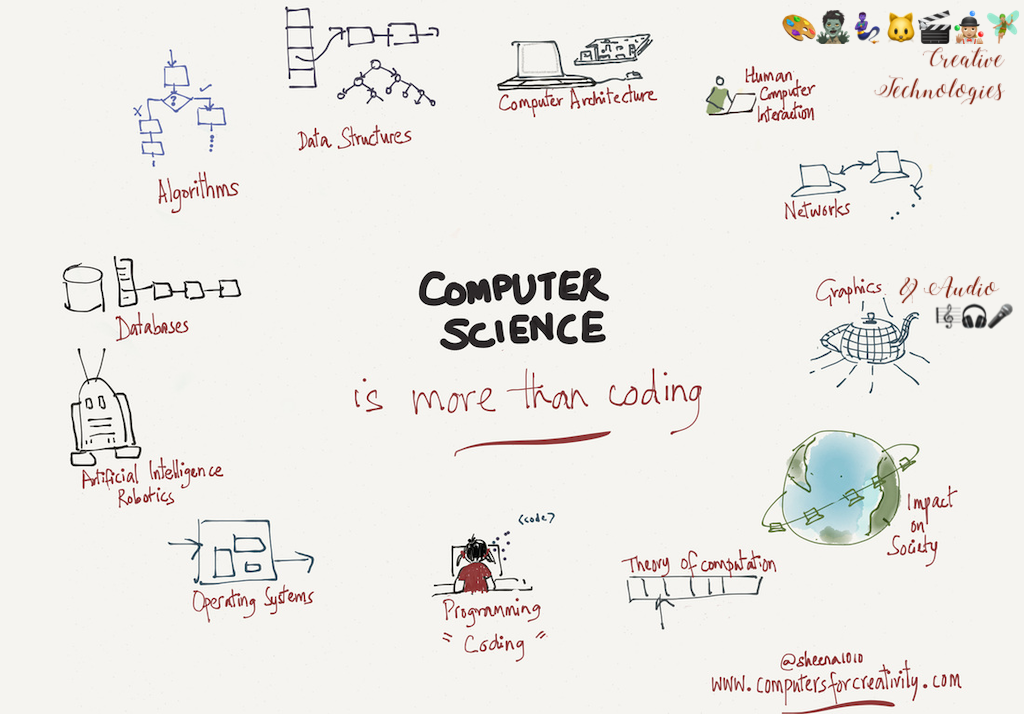 Creative
Technologies
Data Structures
Computer Architecture
Human
Computer
Interaction
Algorithms
?
x
Networks
Databases
COMPUTER
SCIENCE
is more than coding
Graphics & Audio
Artificial Intelligence
Robotics
Impact
on
Society
Operating Systems
<code>
Programming
"Coding"
Theory of computation
@sheena1010
www.computersforcreativity.com